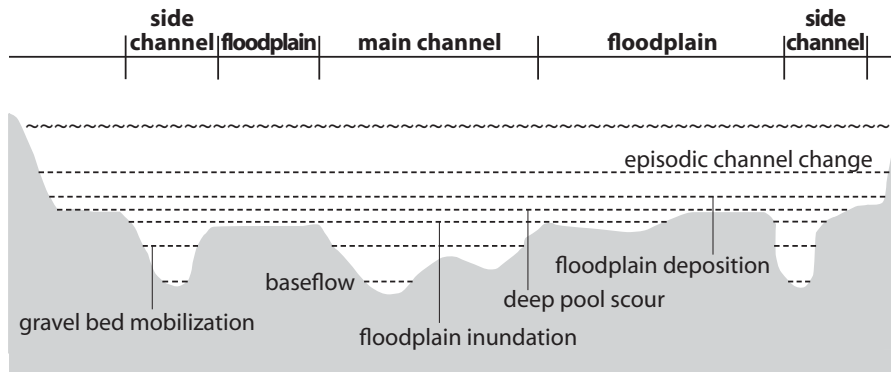 side
channel
floodplain
main channel
floodplain
side
channel
episodic channel change
floodplain deposition
baseflow
deep pool scour
gravel bed mobilization
floodplain inundation